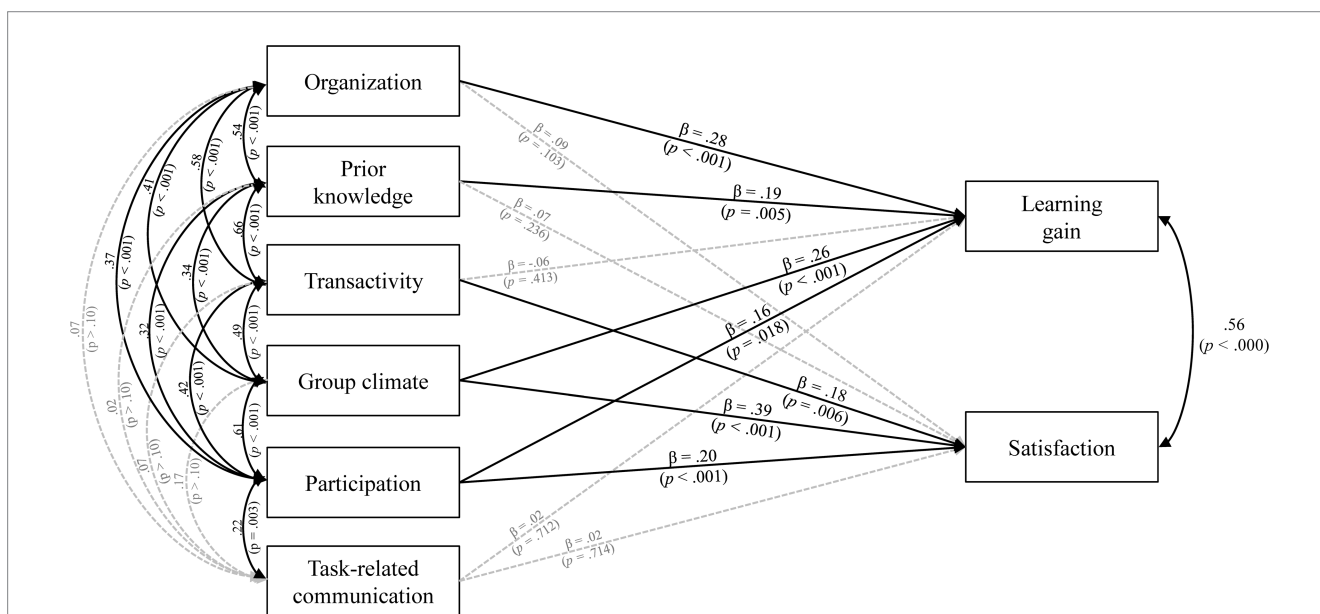 Organization
Prior
knowledge
Transactivity
Group climate
Participation
Task-related
communication
Learning
gain
Satisfaction
.54
(p < .001)
.58
(p < .001)
.41
(p < .001)
.37
(p < .001)
.07
(p > .10)
.66
(p < .001)
.34
(p < .001)
.32
(p < .001)
.02
(p > .10)
.49
(p < .001)
.42
(p < .001)
.07
(p > .10)
.61
(p < .001)
.17
(p > .10)
.22
(p = .003)
β = .28
(p < .001)
β = .09
(p = .103)
β = .19
(p = .005)
β = .07
(p = .236)
β = -.06
(p = .413)
β = .18
(p = .006)
β = .26
(p < .001)
β = .39
(p < .001)
β = .16
(p = .018)
β = .20
(p < .001)
β = .02
(p = .712)
β = .02
(p = .714)
.56
(p < .000)